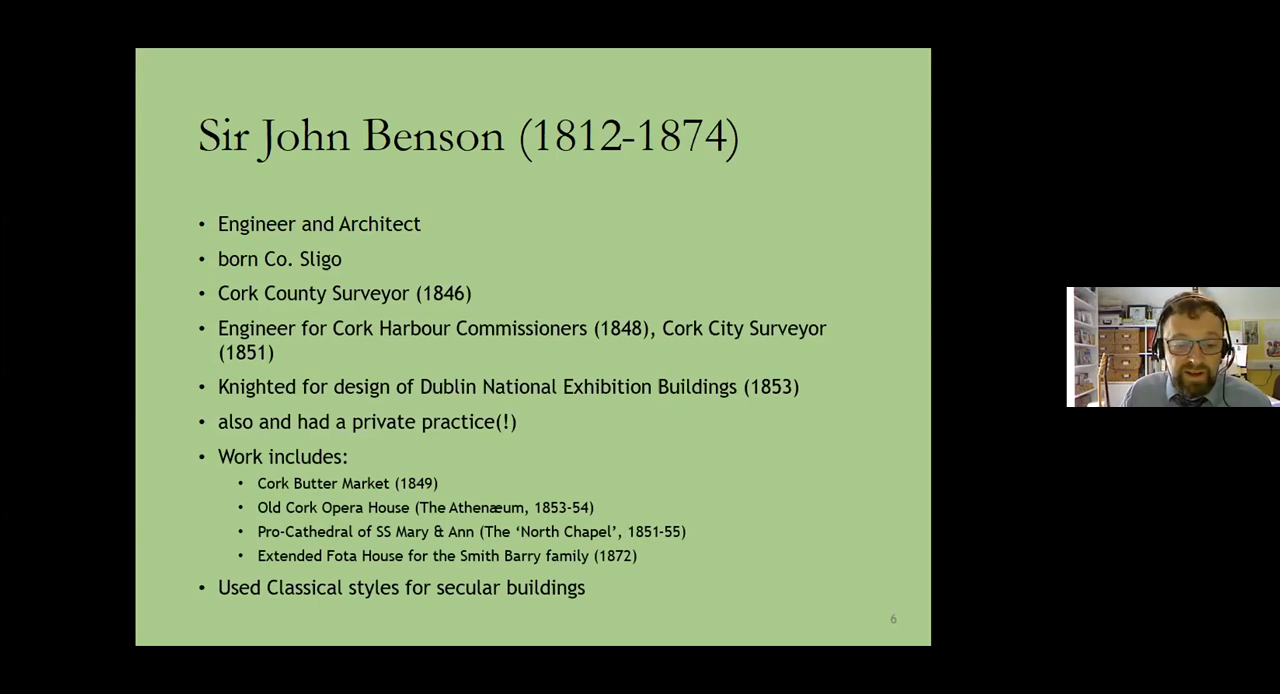 Sir John Benson (1812-1874)
• Engineer and Architect
• born Co. Sligo
• Cork County Surveyor (1846)
• Engineer for Cork Harbour Commissioners (1848), Cork City Surveyor
(1851)
• Knighted for design of Dublin National Exhibition Buildings (1853)
• also and had a private practice(!)
• Work includes:
• Cork Butter Market (1849)
• Old Cork Opera House (The Athenæum, 1853-54)
• Pro-Cathedral of SS Mary & Ann (The ‘North Chapel’, 1851-55)
• Extended Fota House for the Smith Barry family (1872)
• Used Classical styles for secular buildings
6